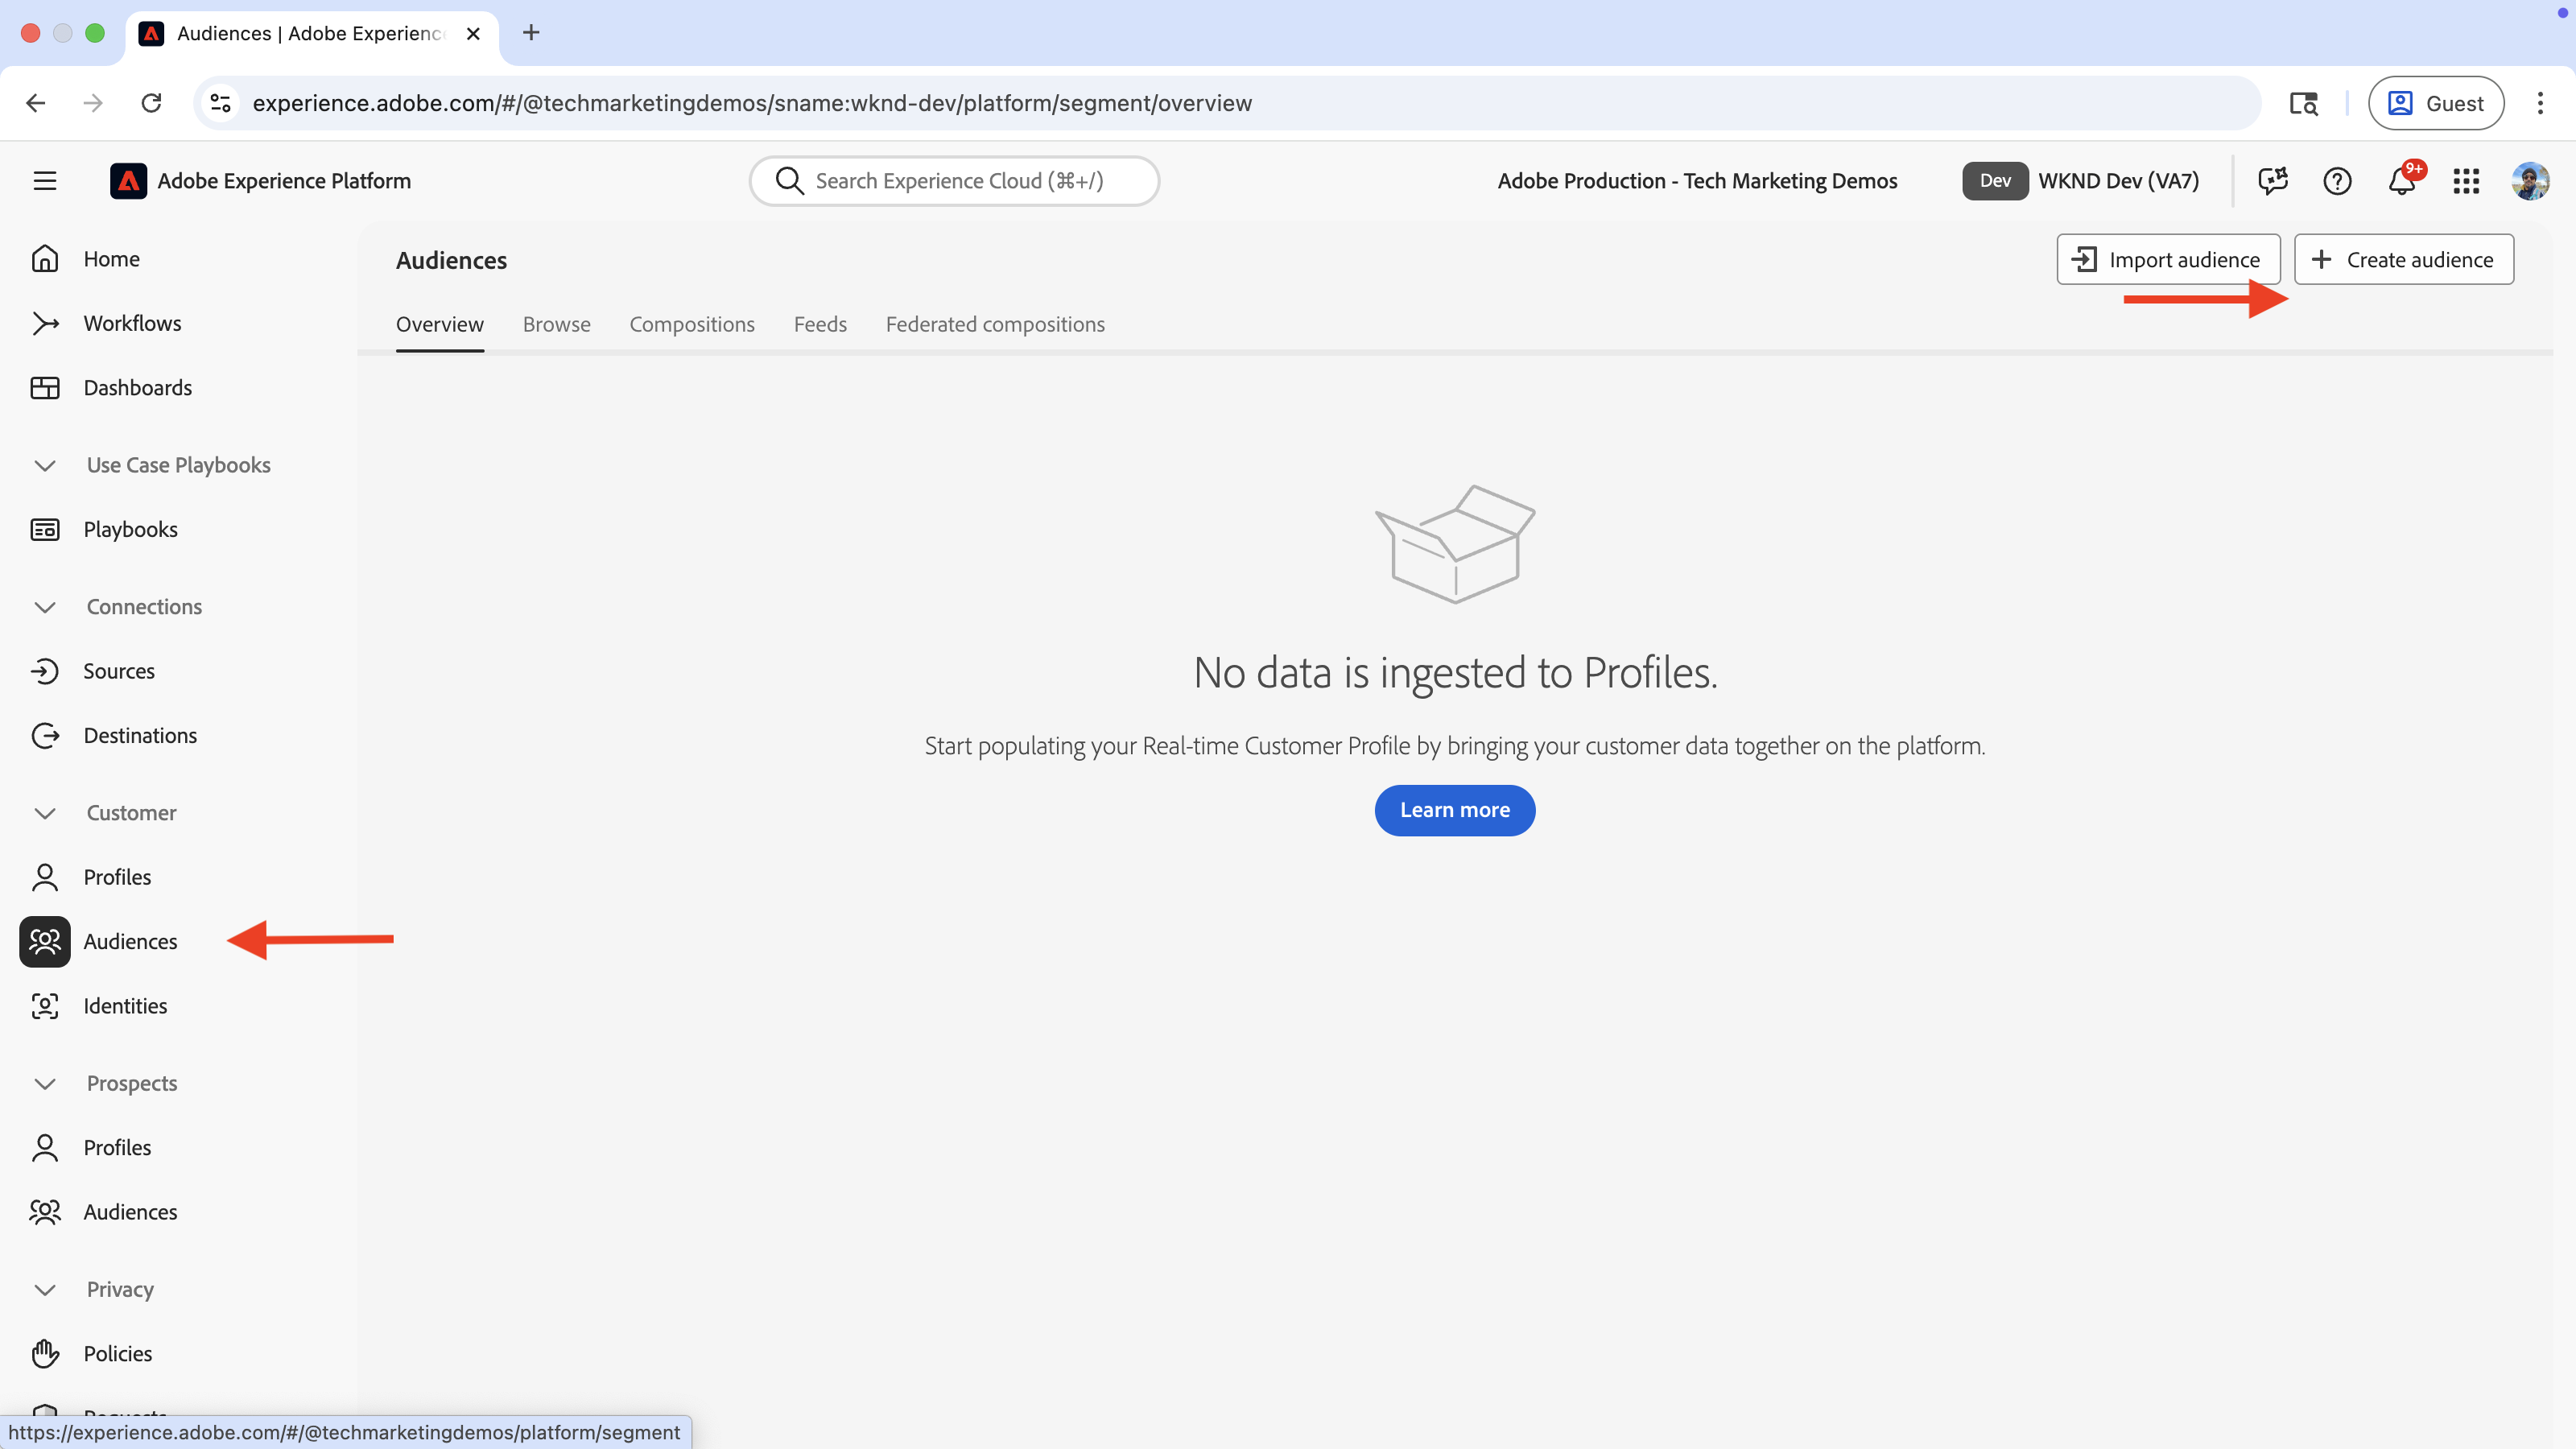 Audiences | Adobe Experienc
experience.adobe.com/#/@techmarketingdemos/sname:wknd-dev/platform/segment/overview
Guest
Adobe Experience Platform
Search Experience Cloud (⌘+/)
Adobe Production - Tech Marketing Demos
Dev
WKND Dev (VA7)
9+
Home
Workflows
Dashboards
Use Case Playbooks
Playbooks
Connections
Sources
Destinations
Customer
Profiles
Audiences
Identities
Prospects
Profiles
Audiences
Privacy
Policies
Requests
Audiences
Import audience
Create audience
Overview
Browse
Compositions
Feeds
Federated compositions
No data is ingested to Profiles.
Start populating your Real-time Customer Profile by bringing your customer data together on the platform.
Learn more
https://experience.adobe.com/#/@techmarketingdemos/platform/segment